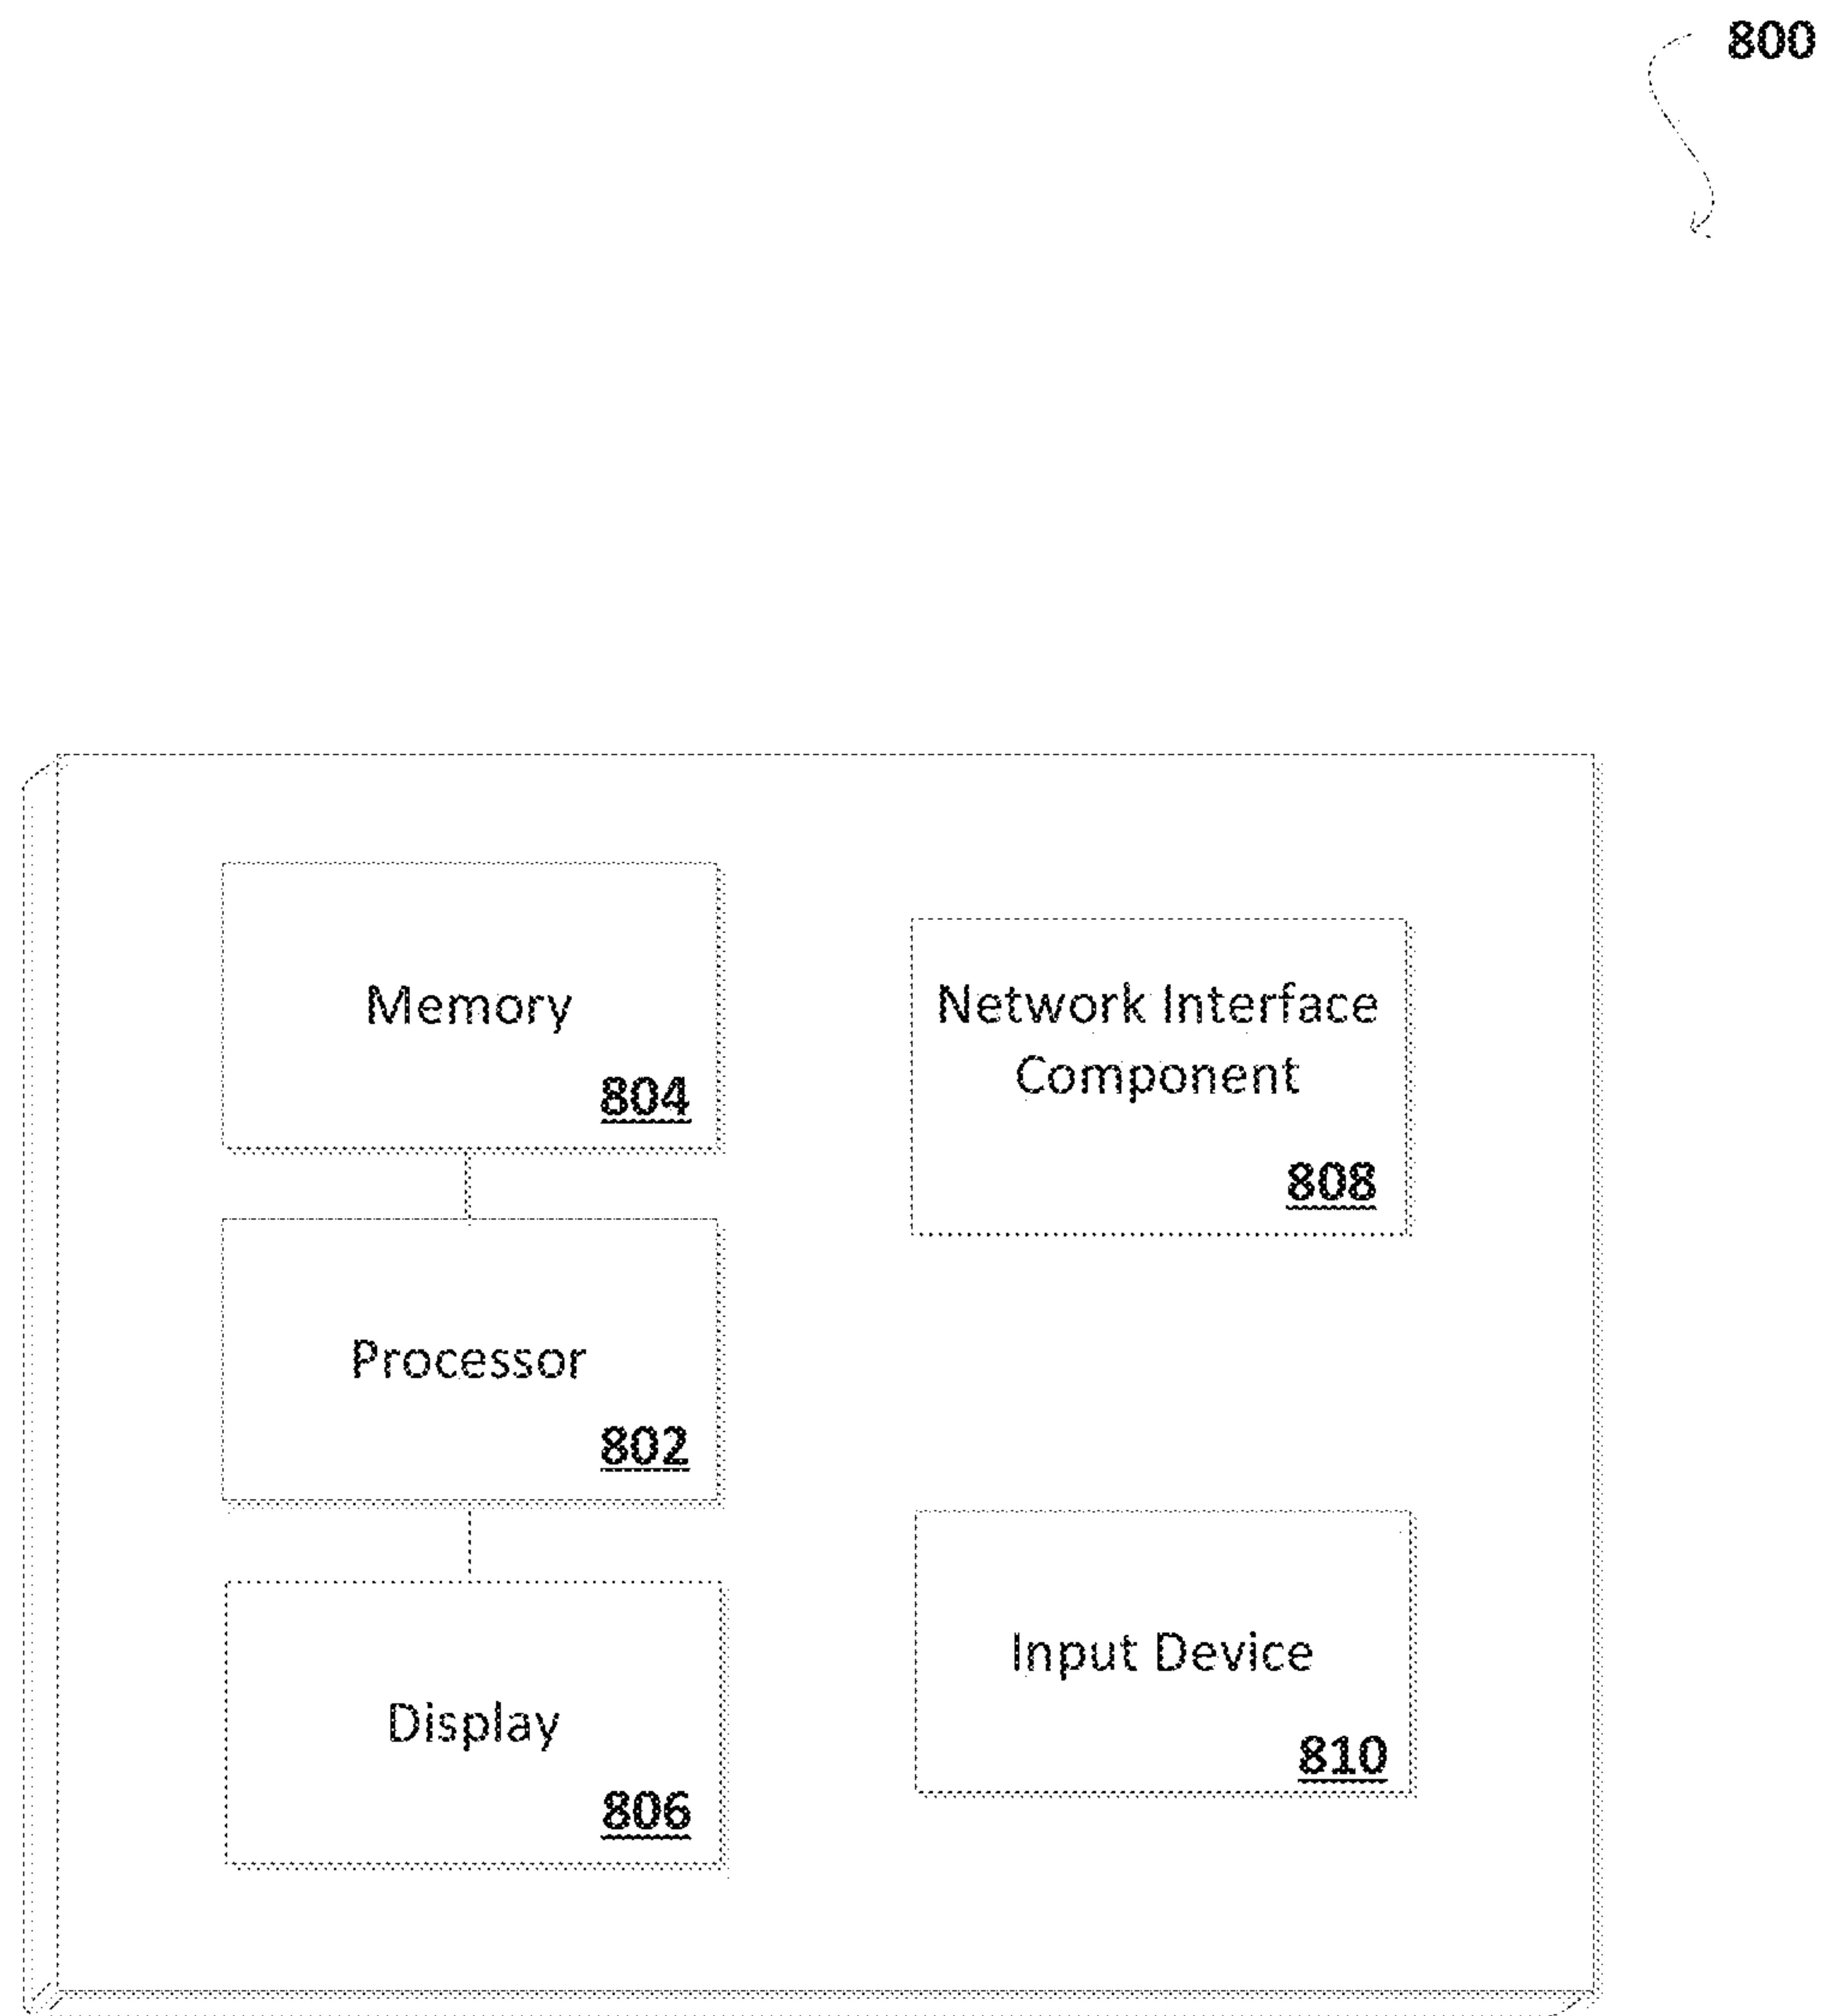 800
Memory
804
Network Interface
Component
808
Processor
802
Input Device
810
Display
806